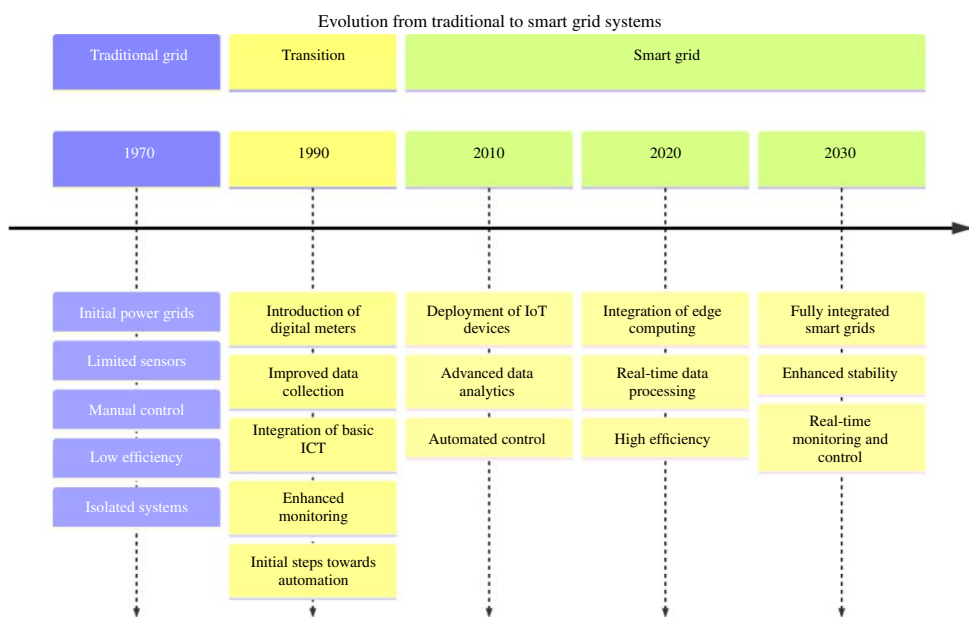 Evolution from traditional to smart grid systems
Traditional grid
Transition
Smart grid
1970
1990
2010
2020
2030
Initial power grids
Limited sensors
Manual control
Low efficiency
Isolated systems
Introduction of
digital meters
Improved data
collection
Integration of basic
ICT
Enhanced
monitoring
Initial steps towards
automation
Deployment of IoT
devices
Advanced data
analytics
Automated control
Integration of edge
computing
Real-time data
processing
High efficiency
Fully integrated
smart grids
Enhanced stability
Real-time
monitoring and
control